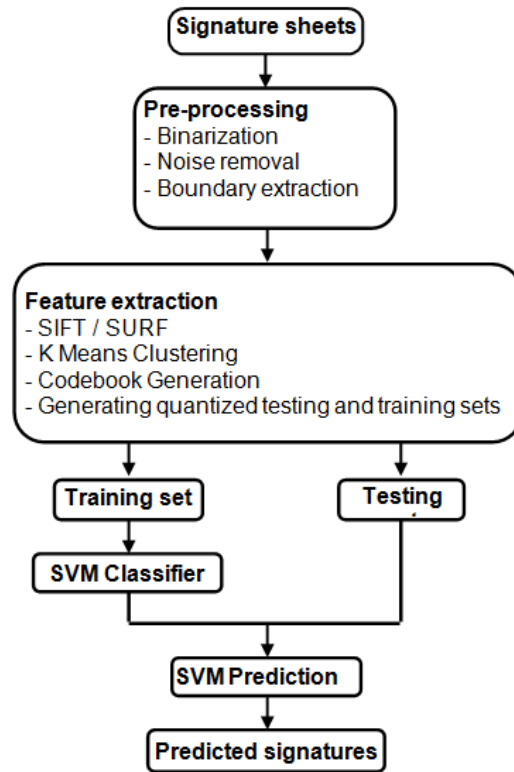 Signature sheets
Pre-processing
- Binarization
- Noise removal
- Boundary extraction
Feature extraction
- SIFT / SURF
- K Means Clustering
- Codebook Generation
- Generating quantized testing and training sets
Training set
Testing
SVM Classifier
SVM Prediction
Predicted signatures